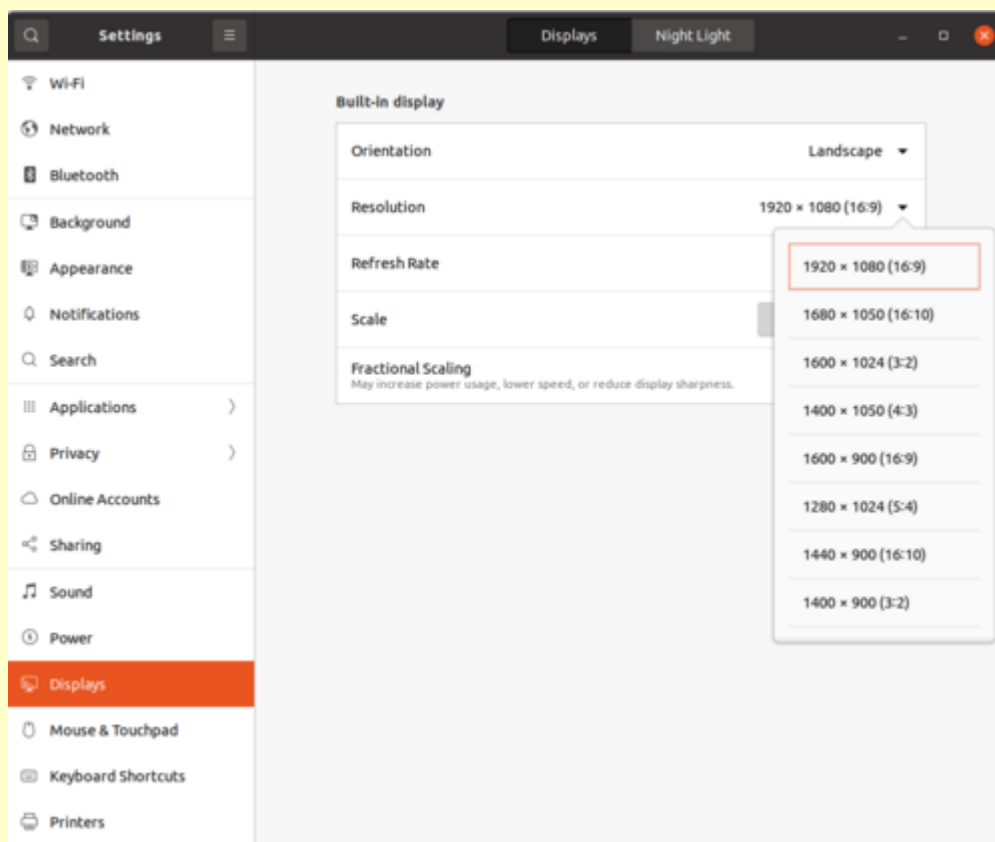 Settings
Displays
Night Light
Wi-Fi
Network
Bluetooth
Background
Appearance
Notifications
Search
Applications
Privacy
Online Accounts
Sharing
Sound
Power
Displays
Mouse & Touchpad
Keyboard Shortcuts
Printers
Built-in display
Orientation
Landscape
Resolution
1920 × 1080 (16:9)
Refresh Rate
Scale
Fractional Scaling
May increase power usage, lower speed, or reduce display sharpness.
1920 × 1080 (16:9)
1680 × 1050 (16:10)
1600 × 1024 (3:2)
1400 × 1050 (4:3)
1600 × 900 (16:9)
1280 × 1024 (5:4)
1440 × 900 (16:10)
1400 × 900 (3:2)